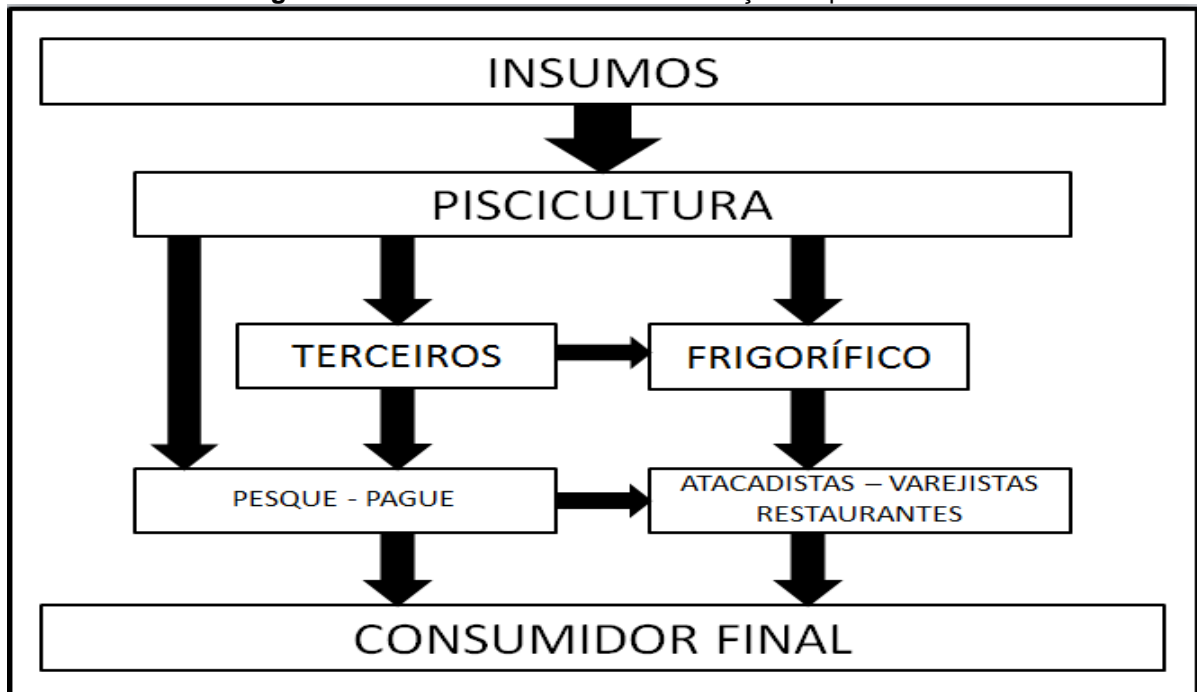 INSUMOS
PISCICULTURA
TERCEIROS
FRIGORÍFICO
PESQUE - PAGUE
ATACADISTAS – VAREJISTAS
RESTAURANTES
CONSUMIDOR FINAL